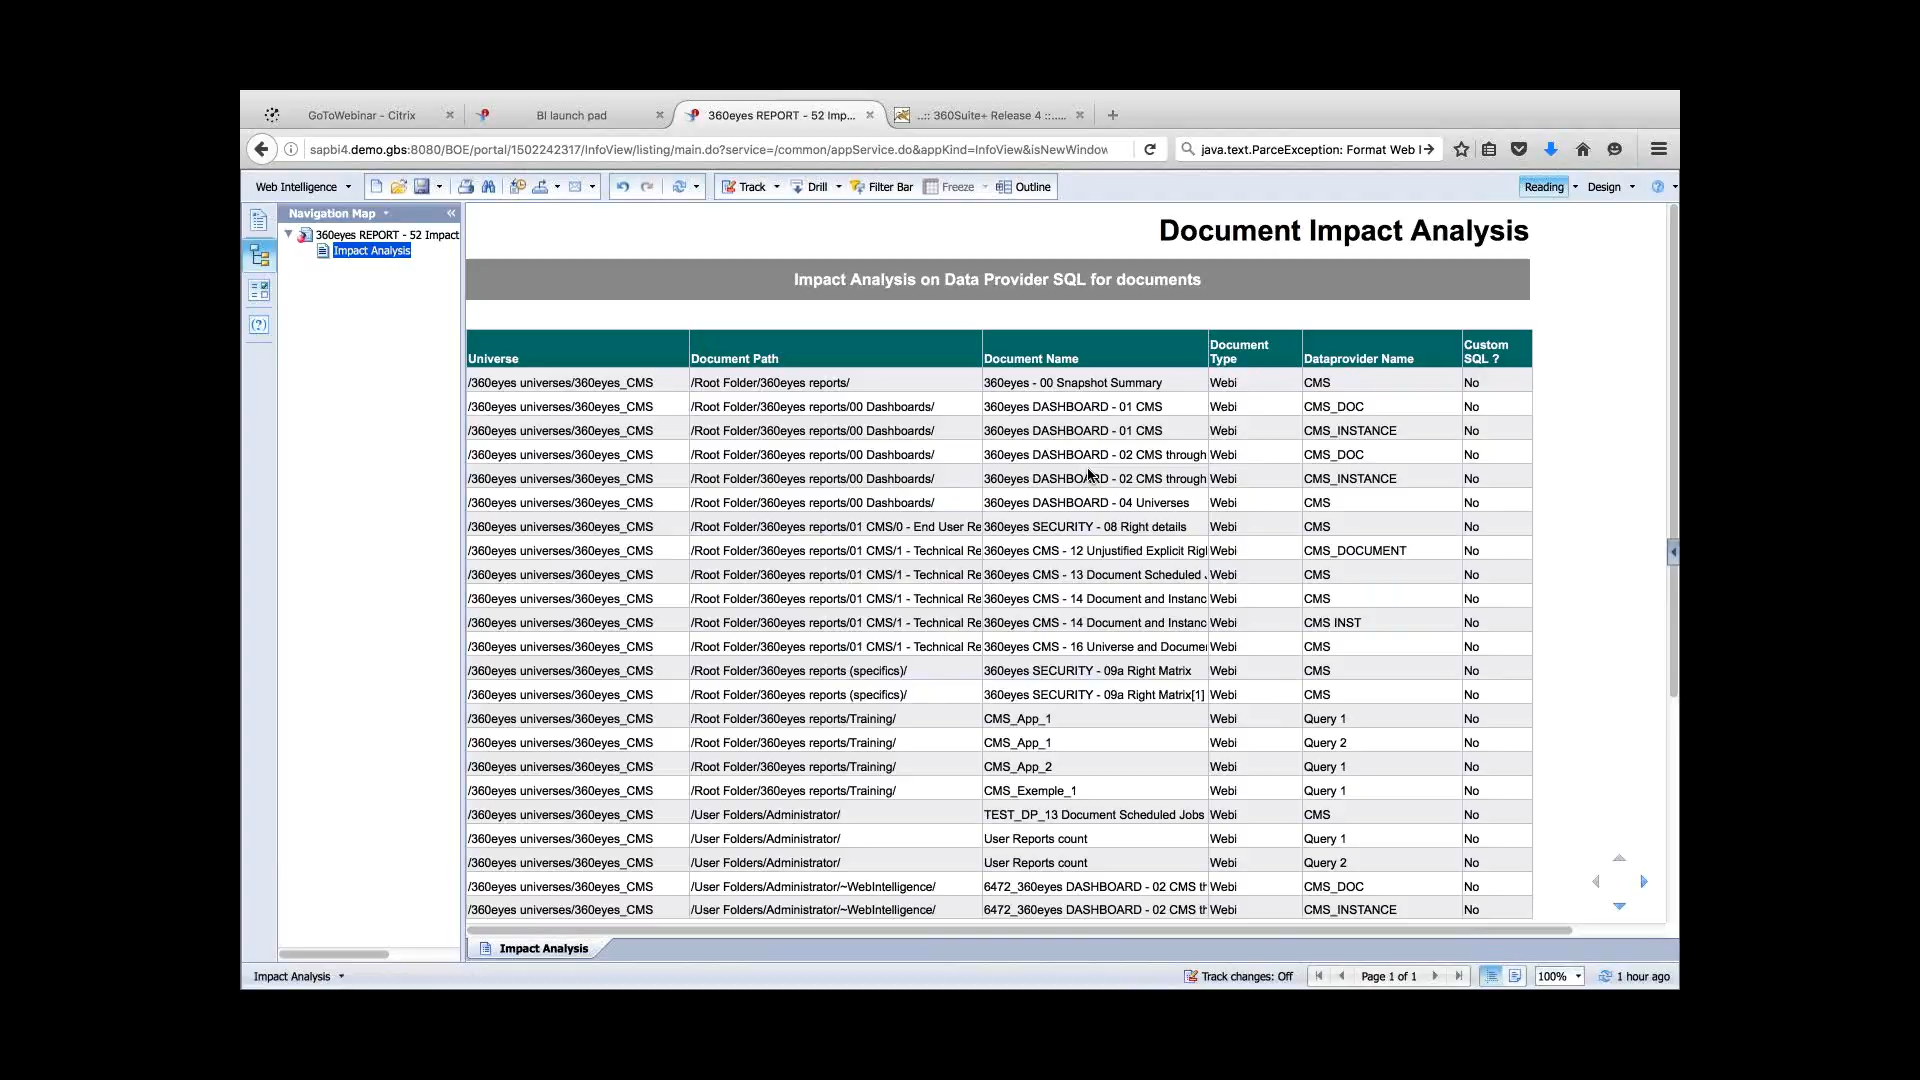 GoToWebinar - Citrix
BI launch pad
360eyes REPORT - 52 Imp...
..:: 360Suite+ Release 4 ::.....
sapbi4.demo.gbs:8080/BOE/portal/1502242317/InfoView/listing/main.do?service=/common/appService.do&appKind=InfoView&isNewWindow
java.text.ParceException: Format Web I
Web Intelligence
Track
Drill
Filter Bar
Freeze
Outline
Reading
Design
Navigation Map
360eyes REPORT - 52 Impact
Impact Analysis
Document Impact Analysis
Impact Analysis on Data Provider SQL for documents
Universe Document Path Document Name Document Type Dataprovider Name Custom SQL ?
/360eyes universes/360eyes_CMS /Root Folder/360eyes reports/ 360eyes - 00 Snapshot Summary Webi CMS No
/360eyes universes/360eyes_CMS /Root Folder/360eyes reports/00 Dashboards/ 360eyes DASHBOARD - 01 CMS Webi CMS_DOC No
/360eyes universes/360eyes_CMS /Root Folder/360eyes reports/00 Dashboards/ 360eyes DASHBOARD - 01 CMS Webi CMS_INSTANCE No
/360eyes universes/360eyes_CMS /Root Folder/360eyes reports/00 Dashboards/ 360eyes DASHBOARD - 02 CMS through Webi CMS_DOC No
/360eyes universes/360eyes_CMS /Root Folder/360eyes reports/00 Dashboards/ 360eyes DASHBOARD - 02 CMS through Webi CMS_INSTANCE No
/360eyes universes/360eyes_CMS /Root Folder/360eyes reports/00 Dashboards/ 360eyes DASHBOARD - 04 Universes Webi CMS No
/360eyes universes/360eyes_CMS /Root Folder/360eyes reports/01 CMS/0 - End User Re 360eyes SECURITY - 08 Right details Webi CMS No
/360eyes universes/360eyes_CMS /Root Folder/360eyes reports/01 CMS/1 - Technical Re 360eyes CMS - 12 Unjustified Explicit Rig Webi CMS_DOCUMENT No
/360eyes universes/360eyes_CMS /Root Folder/360eyes reports/01 CMS/1 - Technical Re 360eyes CMS - 13 Document Scheduled Webi CMS No
/360eyes universes/360eyes_CMS /Root Folder/360eyes reports/01 CMS/1 - Technical Re 360eyes CMS - 14 Document and Instanc Webi CMS No
/360eyes universes/360eyes_CMS /Root Folder/360eyes reports/01 CMS/1 - Technical Re 360eyes CMS - 14 Document and Instanc Webi CMS INST No
/360eyes universes/360eyes_CMS /Root Folder/360eyes reports/01 CMS/1 - Technical Re 360eyes CMS - 16 Universe and Docume Webi CMS No
/360eyes universes/360eyes_CMS /Root Folder/360eyes reports (specifics)/ 360eyes SECURITY - 09a Right Matrix Webi CMS No
/360eyes universes/360eyes_CMS /Root Folder/360eyes reports (specifics)/ 360eyes SECURITY - 09a Right Matrix[1] Webi CMS No
/360eyes universes/360eyes_CMS /Root Folder/360eyes reports/Training/ CMS_App_1 Webi Query 1 No
/360eyes universes/360eyes_CMS /Root Folder/360eyes reports/Training/ CMS_App_1 Webi Query 2 No
/360eyes universes/360eyes_CMS /Root Folder/360eyes reports/Training/ CMS_App_2 Webi Query 1 No
/360eyes universes/360eyes_CMS /Root Folder/360eyes reports/Training/ CMS_Exemple_1 Webi Query 1 No
/360eyes universes/360eyes_CMS /User Folders/Administrator/ TEST_DP_13 Document Scheduled Jobs Webi CMS No
/360eyes universes/360eyes_CMS /User Folders/Administrator/ User Reports count Webi Query 1 No
/360eyes universes/360eyes_CMS /User Folders/Administrator/ User Reports count Webi Query 2 No
/360eyes universes/360eyes_CMS /User Folders/Administrator/~WebIntelligence/ 6472_360eyes DASHBOARD - 02 CMS th Webi CMS_DOC No
/360eyes universes/360eyes_CMS /User Folders/Administrator/~WebIntelligence/ 6472_360eyes DASHBOARD - 02 CMS th Webi CMS_INSTANCE No
Impact Analysis
Impact Analysis
Track changes: Off
Page 1 of 1
100%
1 hour ago